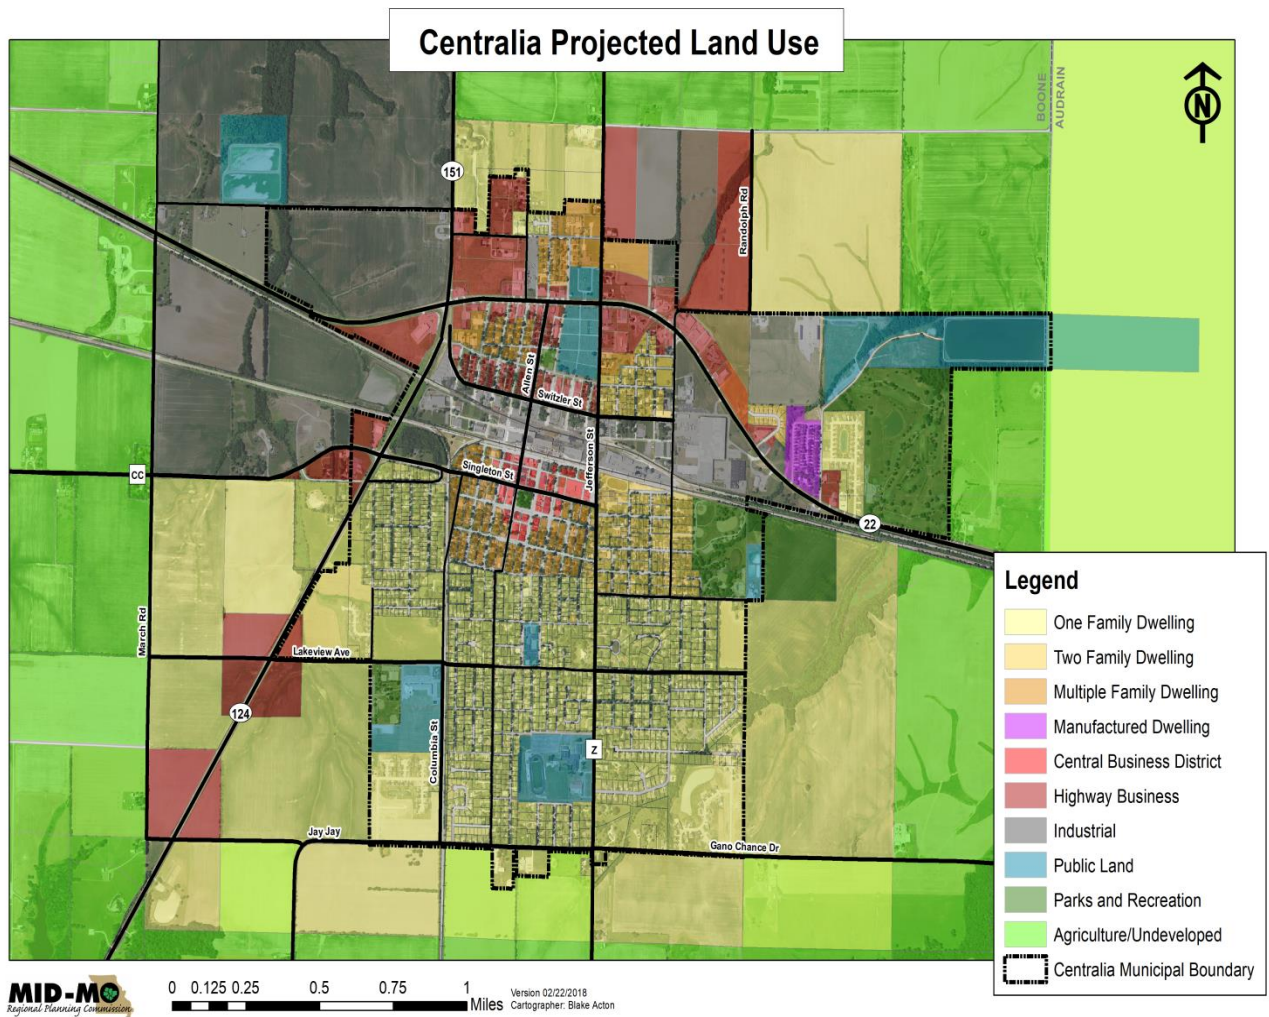 Centralia Projected Land Use
N
BOONE
AUDRAIN
151
Randolph Rd
Allen St
Switzler St
Jefferson St
Singleton St
CC
22
March Rd
Lakeview Ave
124
Columbia St
Z
Jay Jay
Gano Chance Dr
Legend
One Family Dwelling
Two Family Dwelling
Multiple Family Dwelling
Manufactured Dwelling
Central Business District
Highway Business
Industrial
Public Land
Parks and Recreation
Agriculture/Undeveloped
Centralia Municipal Boundary
MID-MO
Regional Planning Commission
0 0.125 0.25 0.5 0.75 1
Miles
Version 02/22/2018
Cartographer: Blake Acton